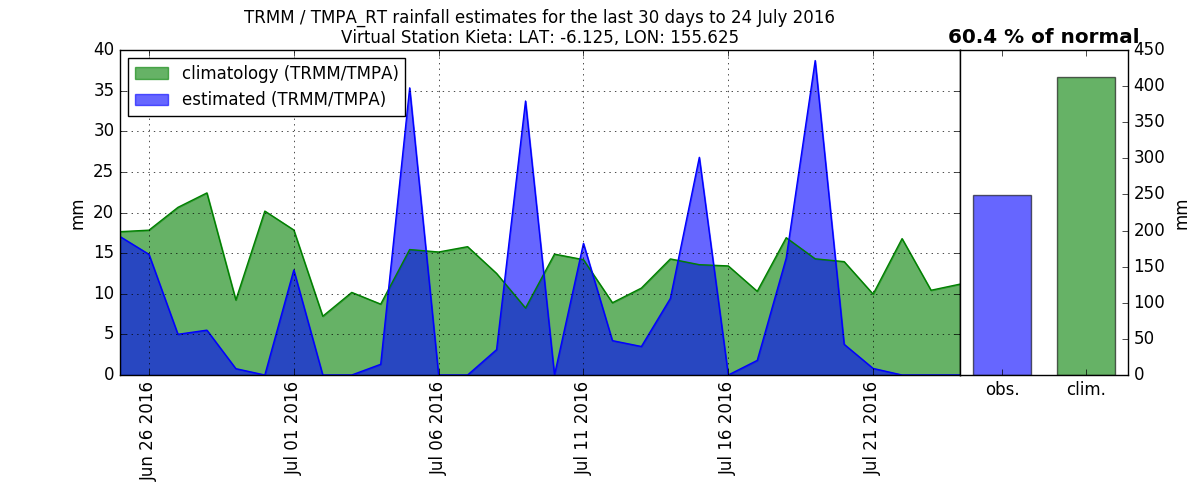 TRMM / TMPA_RT rainfall estimates for the last 30 days to 24 July 2016
Virtual Station Kieta: LAT: -6.125, LON: 155.625
60.4 % of normal
climatology (TRMM/TMPA)
estimated (TRMM/TMPA)
40
35
30
25
20
15
10
5
0
mm
Jun 26 2016
Jul 01 2016
Jul 06 2016
Jul 11 2016
Jul 16 2016
Jul 21 2016
450
400
350
300
250
200
150
100
50
0
mm
obs.
clim.